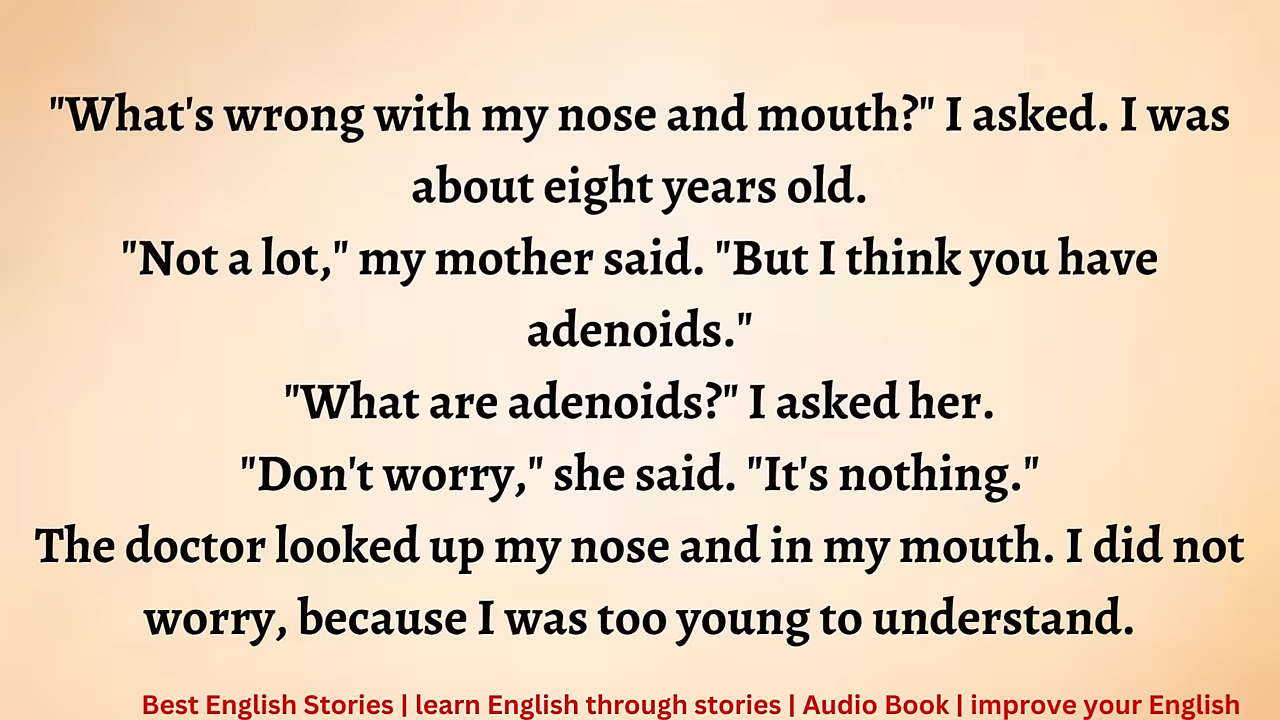 "What's wrong with my nose and mouth?" I asked. I was
about eight years old.
"Not a lot," my mother said. "But I think you have
adenoids."
"What are adenoids?" I asked her.
"Don't worry," she said. "It's nothing."
The doctor looked up my nose and in my mouth. I did not
worry, because I was too young to understand.
Best English Stories | learn English through stories | Audio Book | improve your English